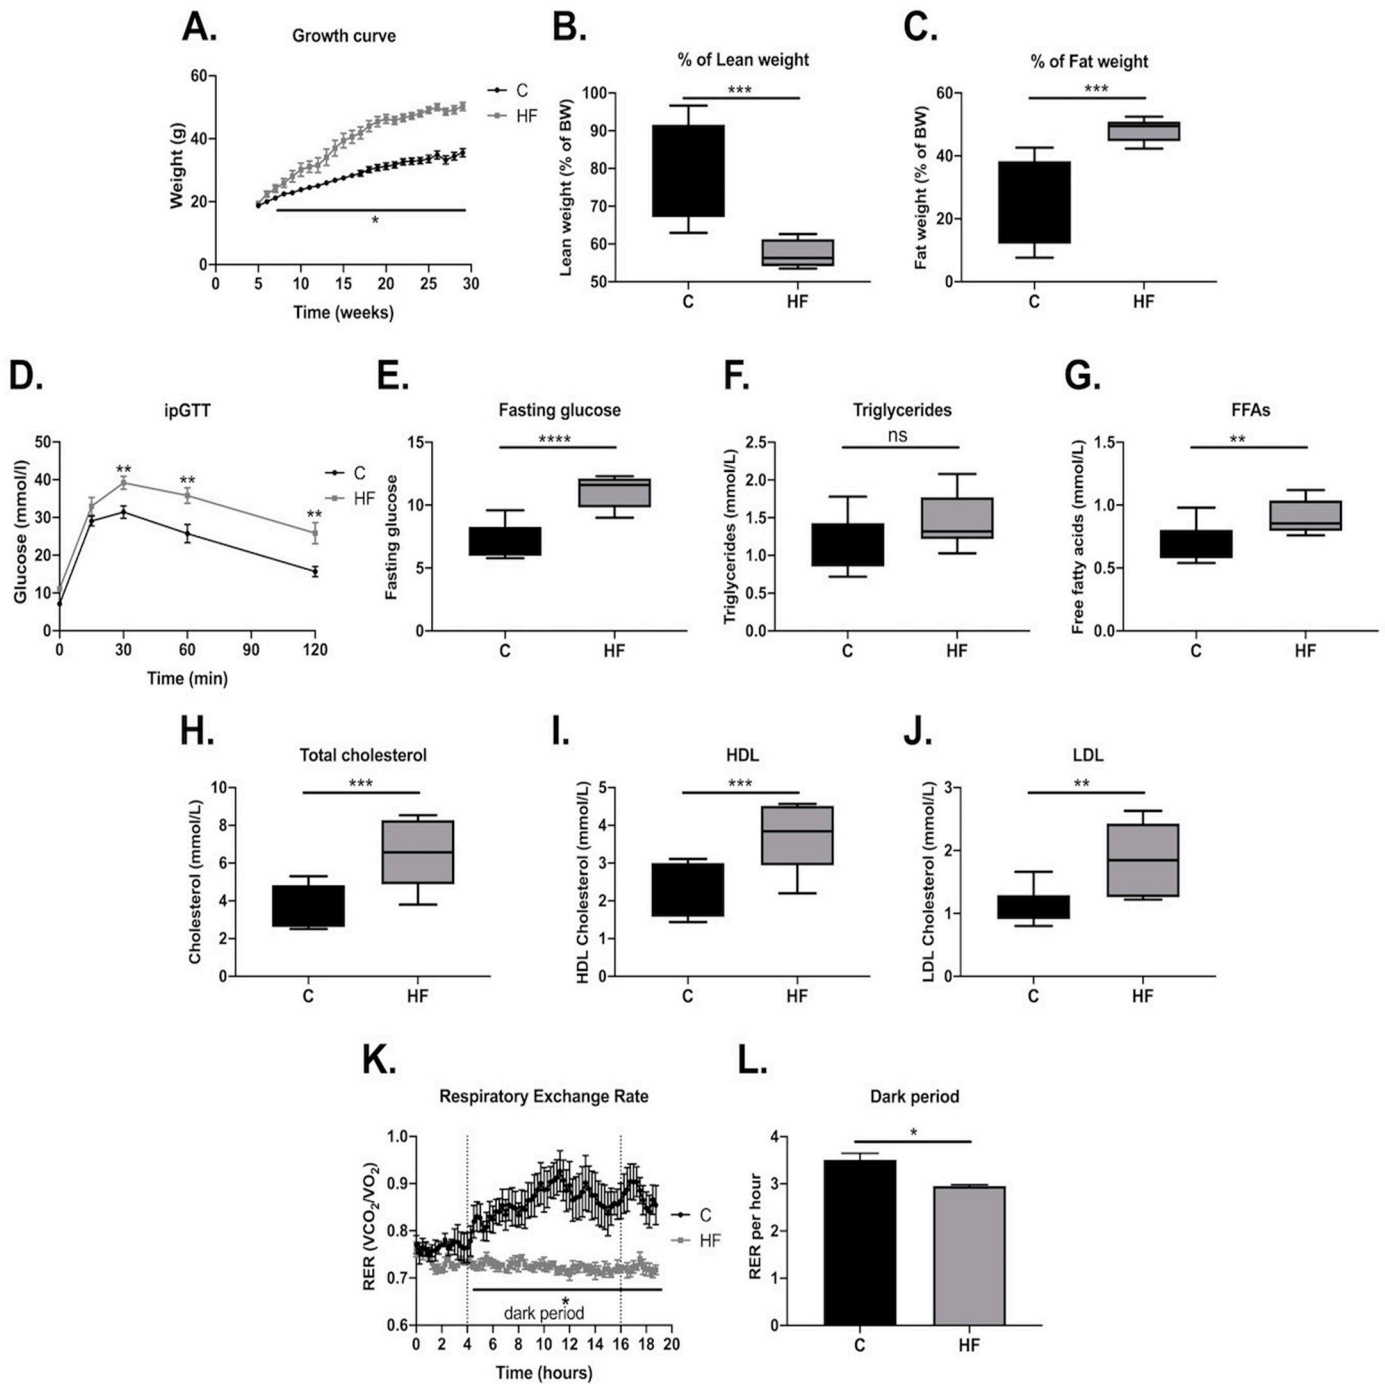 A.
Growth curve
Weight (g)
60
40
20
0
0 5 10 15 20 25 30
Time (weeks)
*
C
HF
B.
% of Lean weight
***
Lean weight (% of BW)
100
90
80
70
60
50
C HF
C.
% of Fat weight
***
Fat weight (% of BW)
60
40
20
0
C HF
D.
ipGTT
Glucose (mmol/l)
50
40
30
20
10
0
** ** **
0 30 60 90 120
Time (min)
C
HF
E.
Fasting glucose
****
Fasting glucose
15
10
5
0
C HF
F.
Triglycerides
ns
Triglycerides (mmol/L)
2.5
2.0
1.5
1.0
0.5
0.0
C HF
G.
FFAs
**
Free fatty acids (mmol/L)
1.5
1.0
0.5
0.0
C HF
H.
Total cholesterol
***
Cholesterol (mmol/L)
10
8
6
4
2
0
C HF
I.
HDL
***
HDL Cholesterol (mmol/L)
5
4
3
2
1
0
C HF
J.
LDL
**
LDL Cholesterol (mmol/L)
3
2
1
0
C HF
K.
Respiratory Exchange Rate
RER (VCO2/VO2)
1.0
0.9
0.8
0.7
0.6
*
dark period
0 2 4 6 8 10 12 14 16 18 20
Time (hours)
C
HF
L.
Dark period
*
RER per hour
4
3
2
1
0
C HF